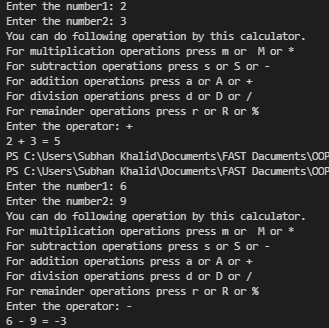 Enter the number1: 2
Enter the number2: 3
You can do following operation by this calculator.
For multiplication operations press m or  M or *
For subtraction operations press s or S or -
For addition operations press a or A or +
For division operations press d or D or /
For remainder operations press r or R or %
Enter the operator: +
2 + 3 = 5
PS C:\Users\Subhan Khalid\Documents\FAST Dacuments\OOP
PS C:\Users\Subhan Khalid\Documents\FAST Dacuments\OOP
Enter the number1: 6
Enter the number2: 9
You can do following operation by this calculator.
For multiplication operations press m or  M or *
For subtraction operations press s or S or -
For addition operations press a or A or +
For division operations press d or D or /
For remainder operations press r or R or %
Enter the operator: -
6 - 9 = -3